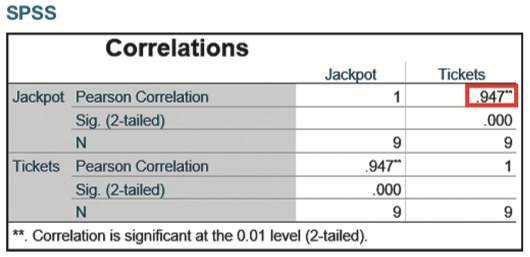 SPSS
Correlations
Jackpot Tickets
Jackpot Pearson Correlation 1 .947**
Sig. (2-tailed) .000
N 9 9
Tickets Pearson Correlation .947** 1
Sig. (2-tailed) .000
N 9 9
**. Correlation is significant at the 0.01 level (2-tailed).